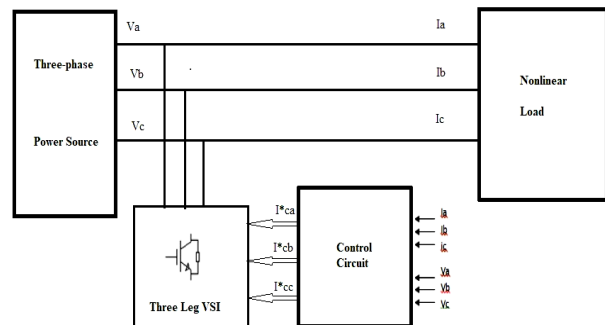 Va
Ia
Three-phase
Vb
Ib
Nonlinear
Load
Vc
Ic
Power Source
I*ca
I*cb
I*cc
Control
Circuit
Ia
Ib
ic
Va
Vb
Vc
Three Leg VSI